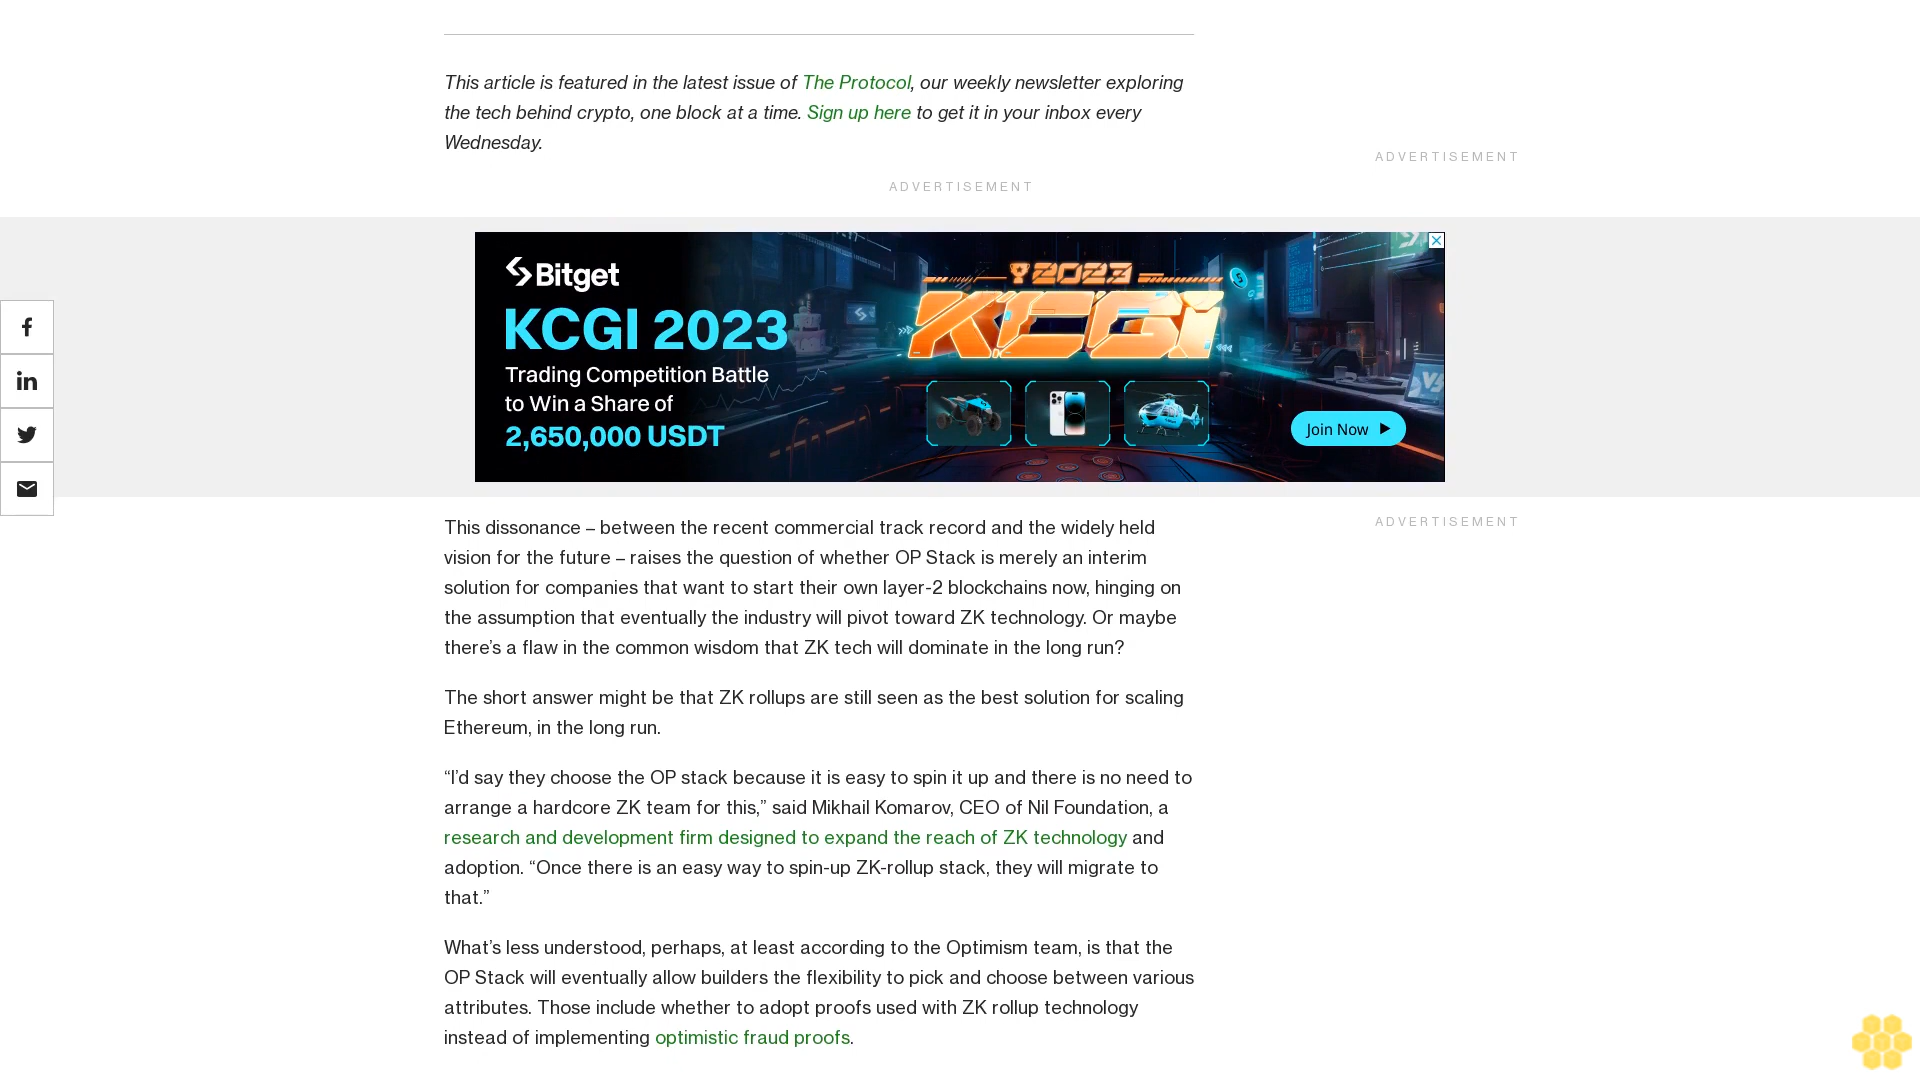 This article is featured in the latest issue of The Protocol, our weekly newsletter exploring
the tech behind crypto, one block at a time. Sign up here to get it in your inbox every
Wednesday.
ADVERTISEMENT
ADVERTISEMENT
Bitget
KCGI 2023
Trading Competition Battle
to Win a Share of
2,650,000 USDT
2023
KCGI
VS
Join Now
This dissonance – between the recent commercial track record and the widely held
vision for the future – raises the question of whether OP Stack is merely an interim
solution for companies that want to start their own layer-2 blockchains now, hinging on
the assumption that eventually the industry will pivot toward ZK technology. Or maybe
there’s a flaw in the common wisdom that ZK tech will dominate in the long run?
ADVERTISEMENT
The short answer might be that ZK rollups are still seen as the best solution for scaling
Ethereum, in the long run.
“I’d say they choose the OP stack because it is easy to spin it up and there is no need to
arrange a hardcore ZK team for this,” said Mikhail Komarov, CEO of Nil Foundation, a
research and development firm designed to expand the reach of ZK technology and
adoption. “Once there is an easy way to spin-up ZK-rollup stack, they will migrate to
that.”
What’s less understood, perhaps, at least according to the Optimism team, is that the
OP Stack will eventually allow builders the flexibility to pick and choose between various
attributes. Those include whether to adopt proofs used with ZK rollup technology
instead of implementing optimistic fraud proofs.